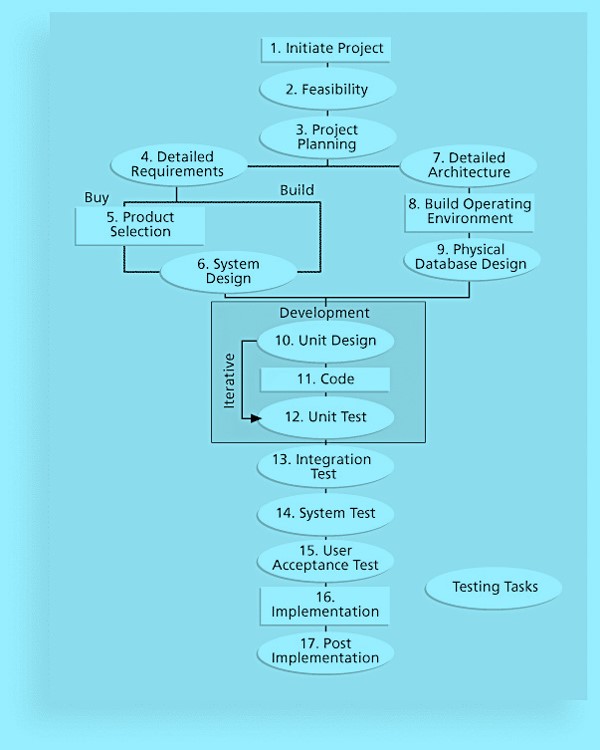 1. Initiate Project
2. Feasibility
3. Project
Planning
4. Detailed
Requirements
7. Detailed
Architecture
Buy
Build
5. Product
Selection
8. Build Operating
Environment
6. System
Design
9. Physical
Database Design
Development
10. Unit Design
Iterative
11. Code
12. Unit Test
13. Integration
Test
14. System Test
15. User
Acceptance Test
Testing Tasks
16.
Implementation
17. Post
Implementation